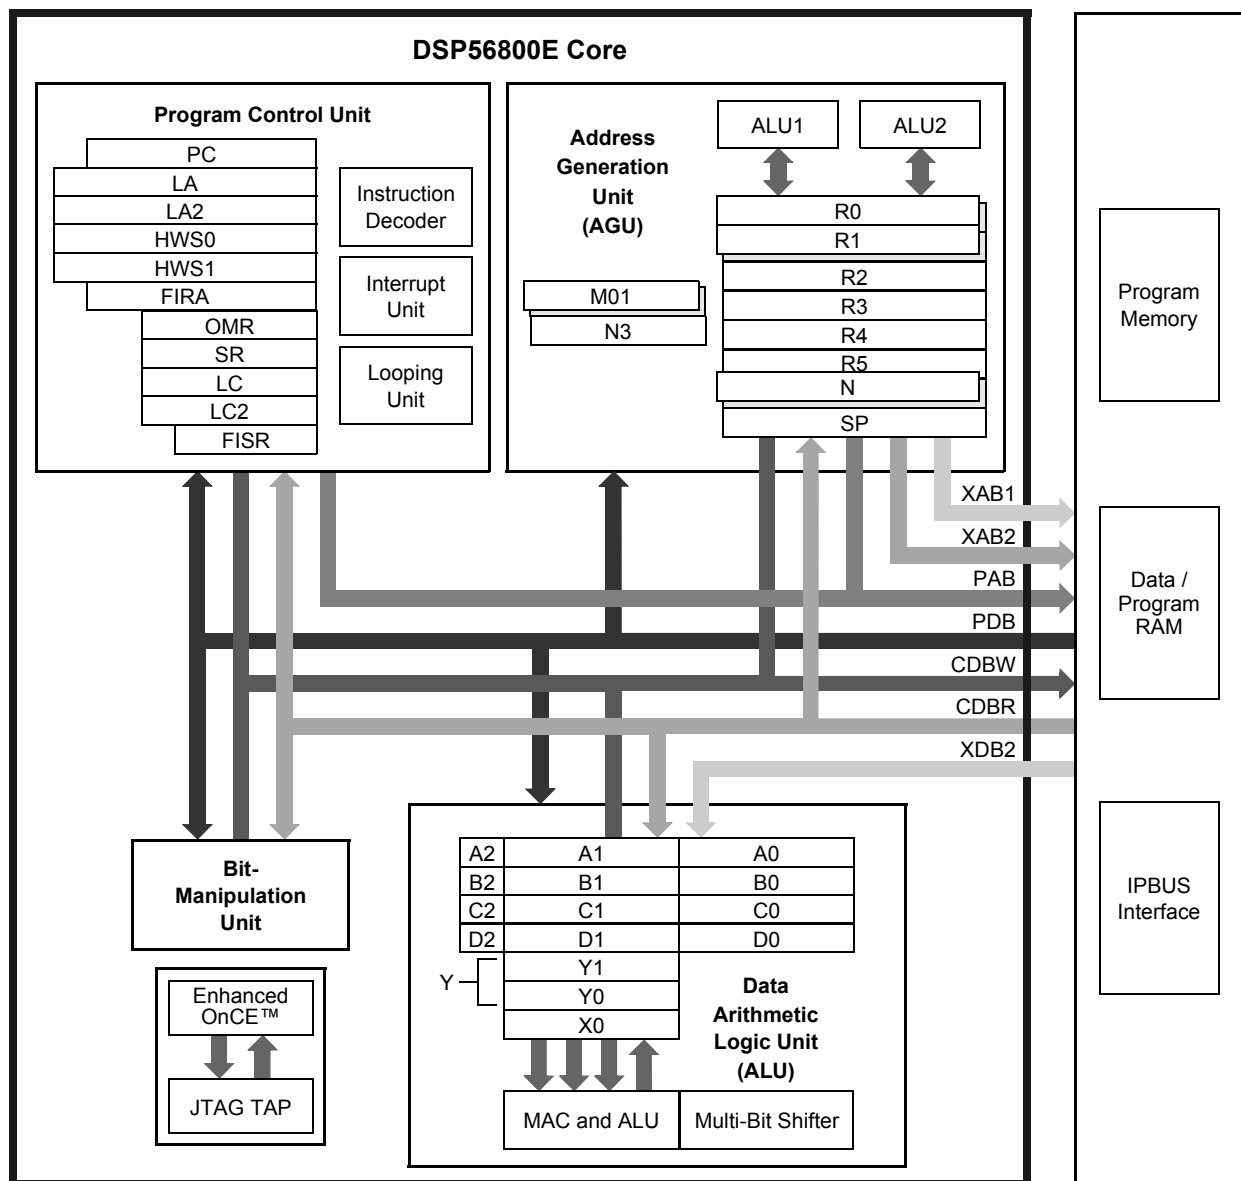 DSP56800E Core
Program Control Unit
PC
LA
LA2
HWS0
HWS1
FIRA
OMR
SR
LC
LC2
FISR
Instruction
Decoder
Interrupt
Unit
Looping
Unit
Address
Generation
Unit
(AGU)
ALU1
ALU2
R0
R1
R2
R3
R4
R5
N
SP
M01
N3
Program
Memory
XAB1
XAB2
PAB
PDB
CDBW
CDBR
XDB2
Data /
Program
RAM
IPBUS
Interface
Bit-
Manipulation
Unit
Enhanced
OnCE™
JTAG TAP
A2 A1 A0
B2 B1 B0
C2 C1 C0
D2 D1 D0
Y
Y1
Y0
X0
Data
Arithmetic
Logic Unit
(ALU)
MAC and ALU
Multi-Bit Shifter